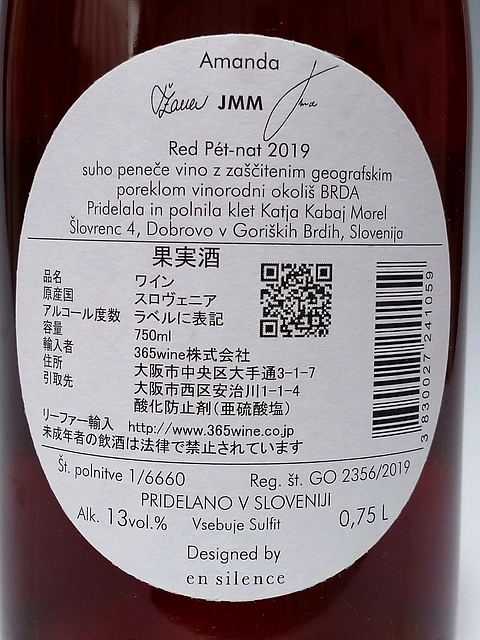 Amanda
JMM
Red Pét-nat 2019
suho peneče vino z zaščitenim geografskim
poreklom vinorodni okoliš BRDA
Pridelala in polnila klet Katja Kabaj Morel
Šlovrenc 4, Dobrovo v Goriških Brdih, Slovenija
果実酒
品名 ワイン
原産国 スロヴェニア
アルコール度数 ラベルに表記
容量 750ml
輸入者 365wine株式会社
住所 大阪市中央区大手通3-1-7
引取先 大阪市西区安治川1-1-4
酸化防止剤(亜硫酸塩)
リーファー輸入 http://www.365wine.co.jp
未成年者の飲酒は法律で禁止されています
3 830027 241059
Št. polnitve 1/6660 Reg. št. GO 2356/2019
PRIDELANO V SLOVENIJI
Alk. 13vol.% Vsebuje Sulfit 0,75 L
Designed by
en silence